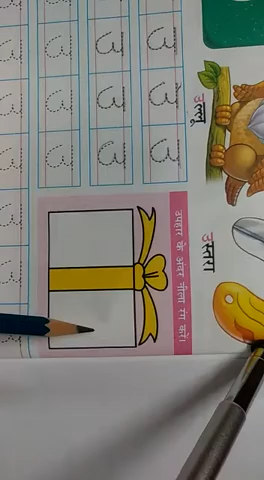 उल्लू
उस्तरा
उ उ उ
उ उ उ
उ उ उ
उ उ उ उ उ
उपहार के अंदर नीला रंग करें।